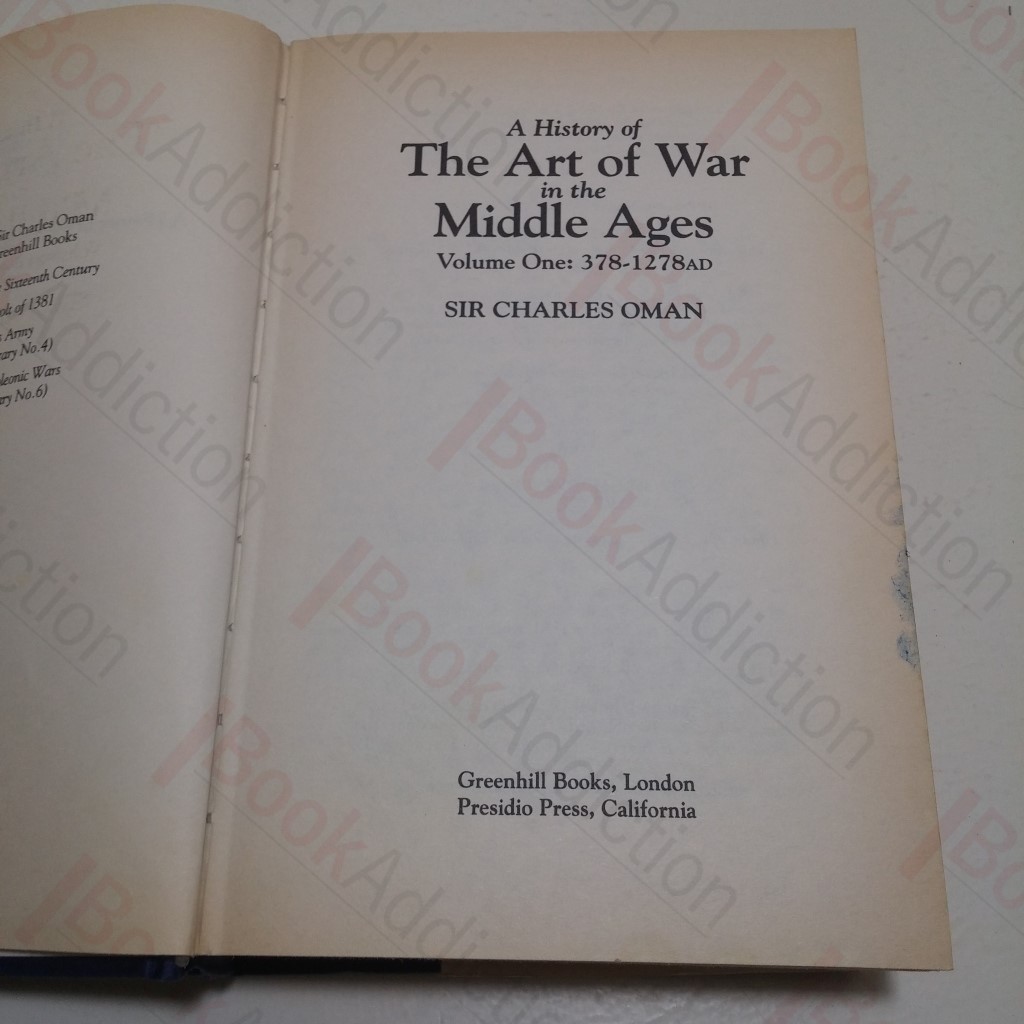 Sir Charles Oman
Greenhill Books
Sixteenth Century
of 1381
Army
No.4)
Wars
No.6)
A History of
The Art of War
in the
Middle Ages
Volume One: 378-1278AD
SIR CHARLES OMAN
Greenhill Books, London
Presidio Press, California
BookAddiction